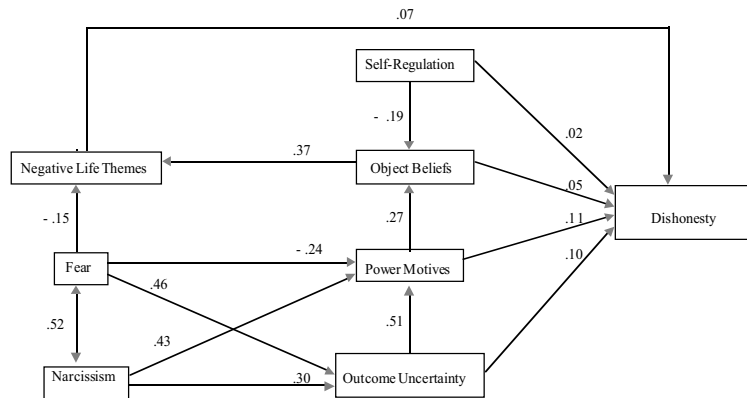 .07
Self-Regulation
- .19
.02
.37
Negative Life Themes
Object Beliefs
.05
Dishonesty
- .15
.27
.11
- .24
.10
Fear
Power Motives
.46
.52
.43
.51
Narcissism
.30
Outcome Uncertainty